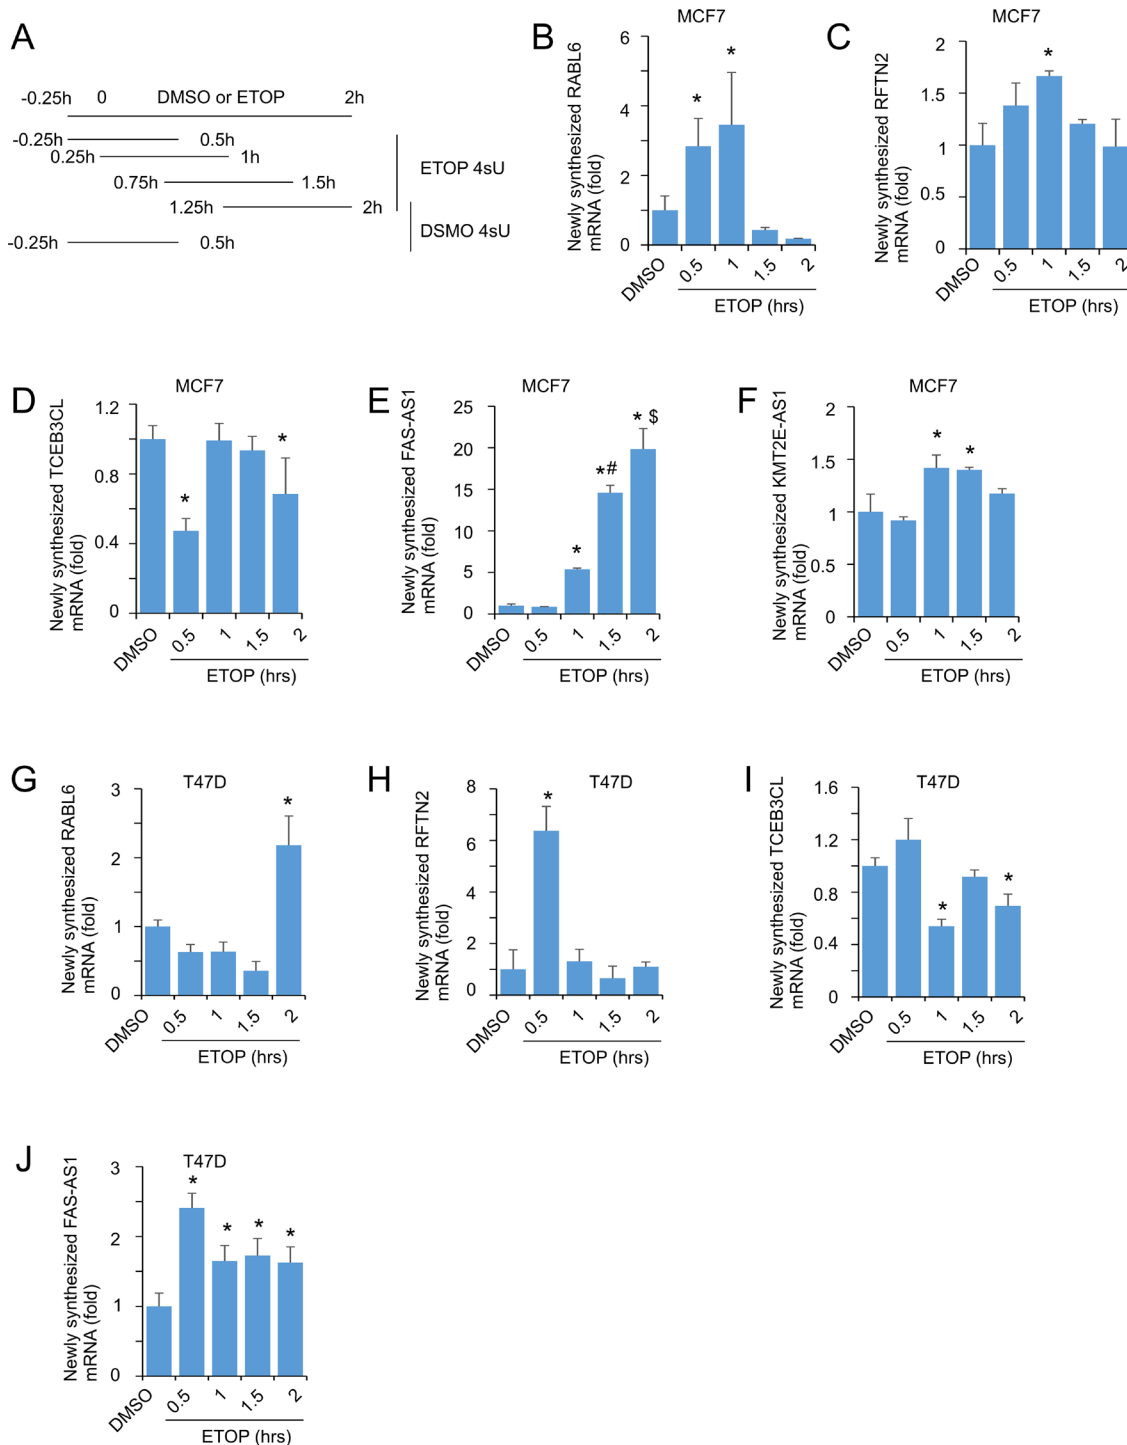 A
-0.25h 0 DMSO or ETOP 2h
-0.25h 0.5h
0.25h 1h
0.75h 1.5h
1.25h 2h
-0.25h 0.5h
ETOP 4sU
DSMO 4sU
B
MCF7
Newly synthesized RABL6
mRNA (fold)
6
4
2
0
* *
DMSO 0.5 1 1.5 2
ETOP (hrs)
C
MCF7
Newly synthesized RFTN2
mRNA (fold)
2
1.5
1
0.5
0
*
DMSO 0.5 1 1.5 2
ETOP (hrs)
D
MCF7
Newly synthesized TCEB3CL
mRNA (fold)
1.2
0.8
0.4
0
* *
DMSO 0.5 1 1.5 2
ETOP (hrs)
E
MCF7
Newly synthesized FAS-AS1
mRNA (fold)
25
20
15
10
5
0
* *# * $
DMSO 0.5 1 1.5 2
ETOP (hrs)
F
MCF7
Newly synthesized KMT2E-AS1
mRNA (fold)
2
1.5
1
0.5
0
* *
DMSO 0.5 1 1.5 2
ETOP (hrs)
G
T47D
Newly synthesized RABL6
mRNA (fold)
3
2
1
0
*
DMSO 0.5 1 1.5 2
ETOP (hrs)
H
T47D
Newly synthesized RFTN2
mRNA (fold)
8
6
4
2
0
*
DMSO 0.5 1 1.5 2
ETOP (hrs)
I
T47D
Newly synthesized TCEB3CL
mRNA (fold)
1.6
1.2
0.8
0.4
0
* *
DMSO 0.5 1 1.5 2
ETOP (hrs)
J
T47D
Newly synthesized FAS-AS1
mRNA (fold)
3
2
1
0
* * * *
DMSO 0.5 1 1.5 2
ETOP (hrs)